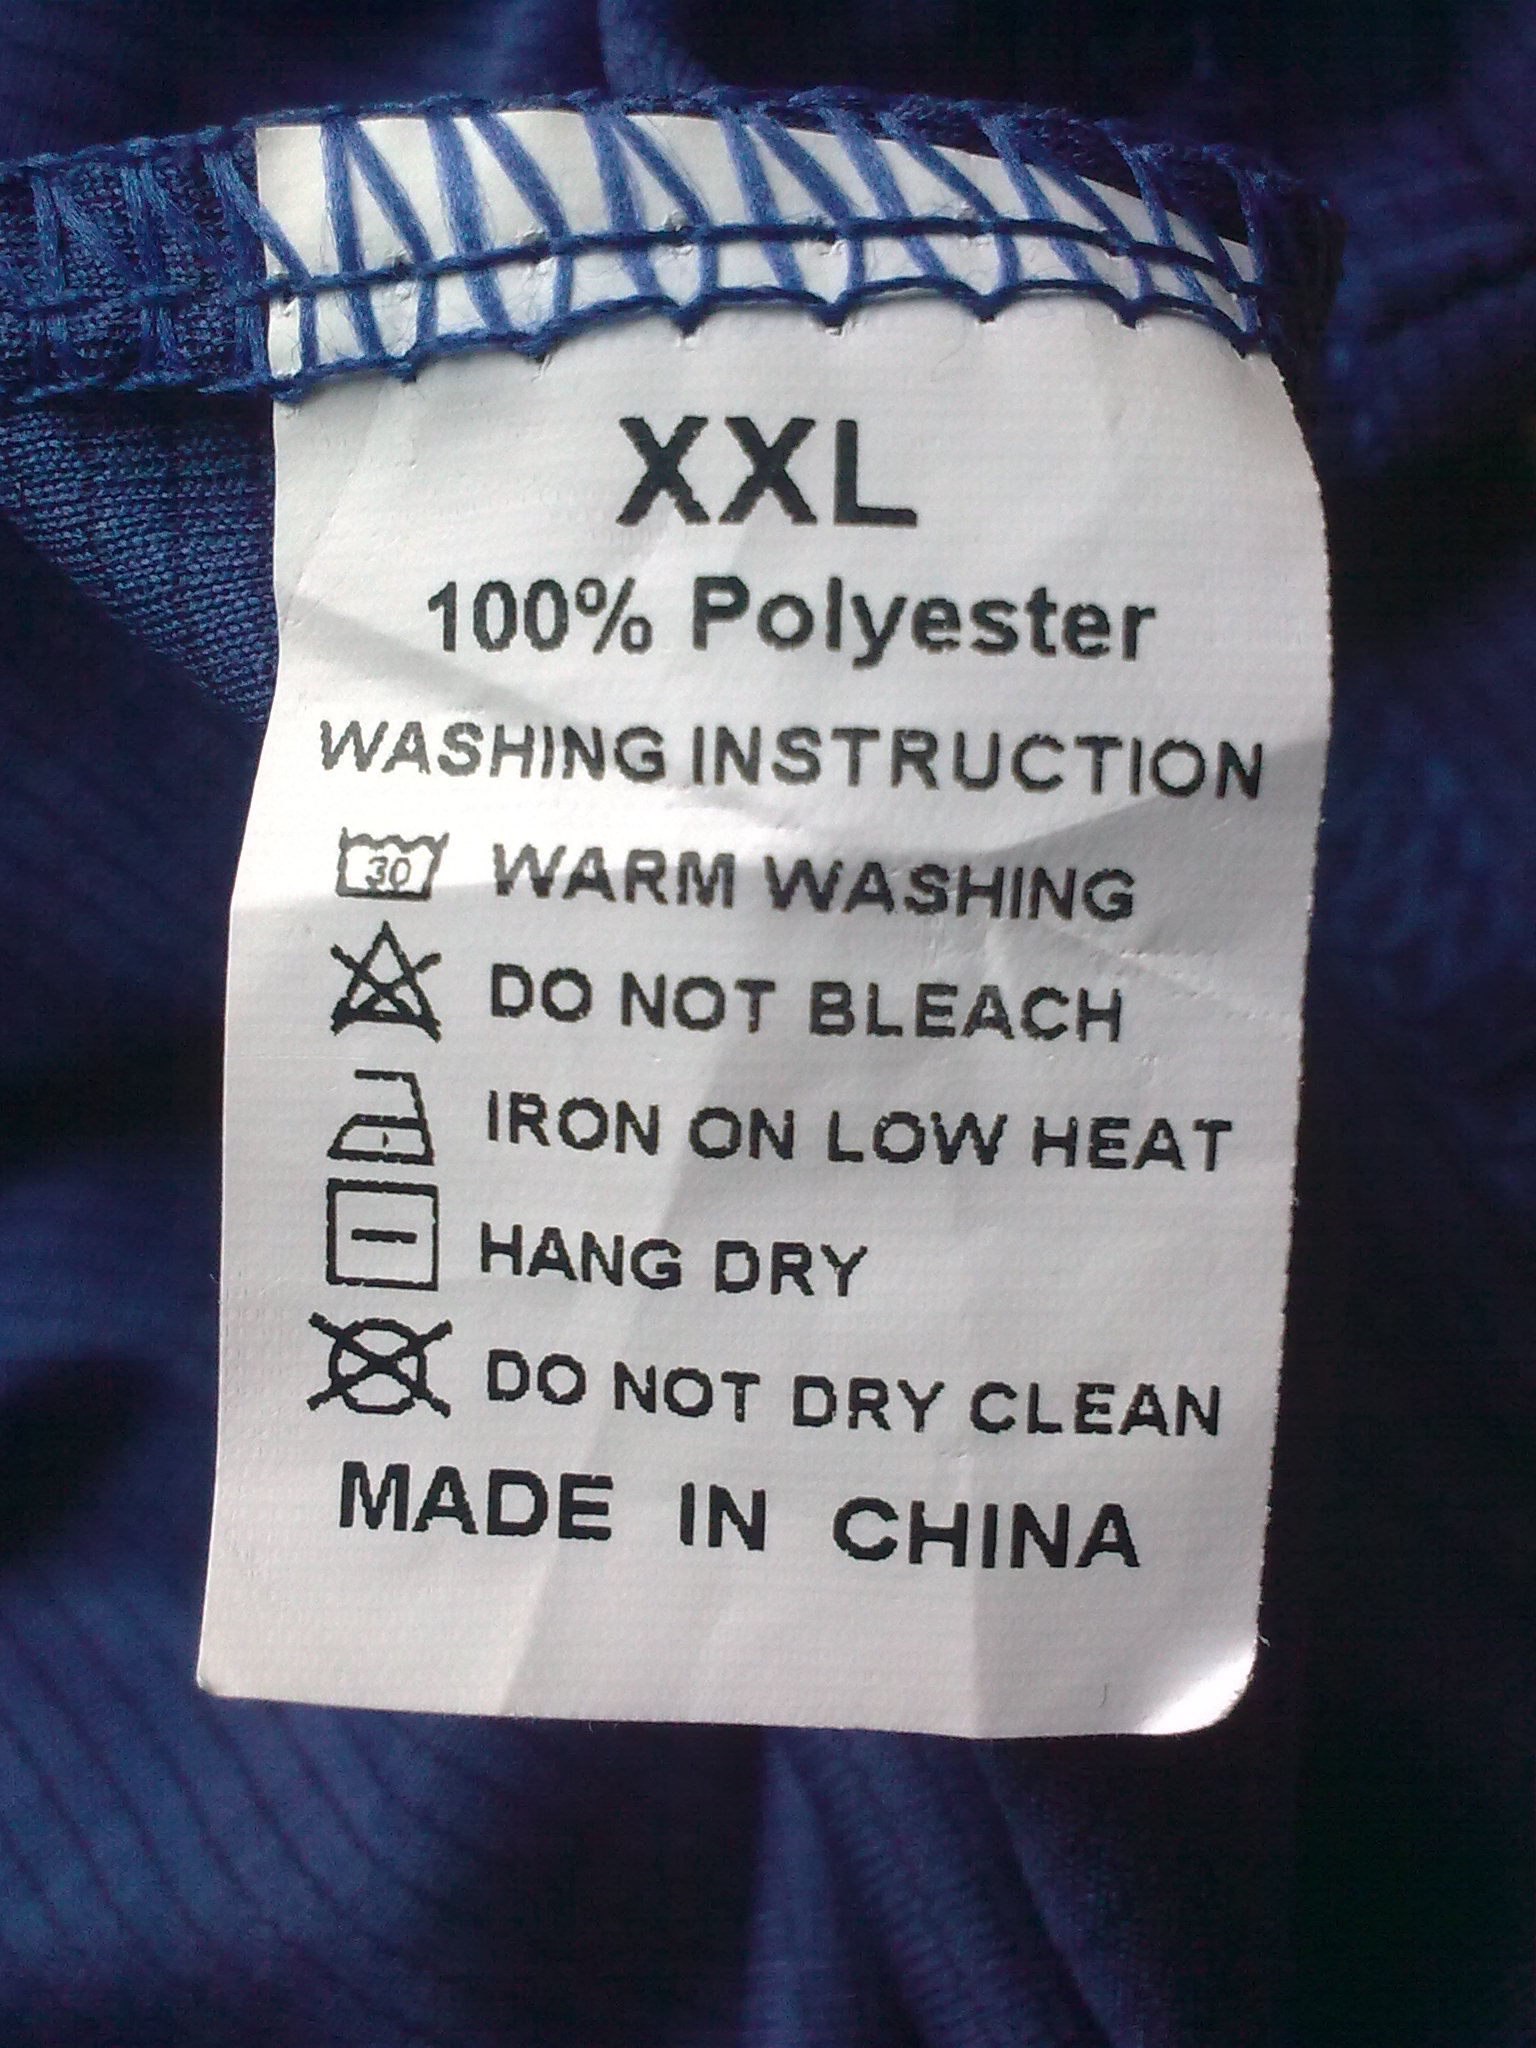 XXL
100% Polyester
WASHING INSTRUCTION
30 WARM WASHING
DO NOT BLEACH
IRON ON LOW HEAT
HANG DRY
DO NOT DRY CLEAN
MADE IN CHINA